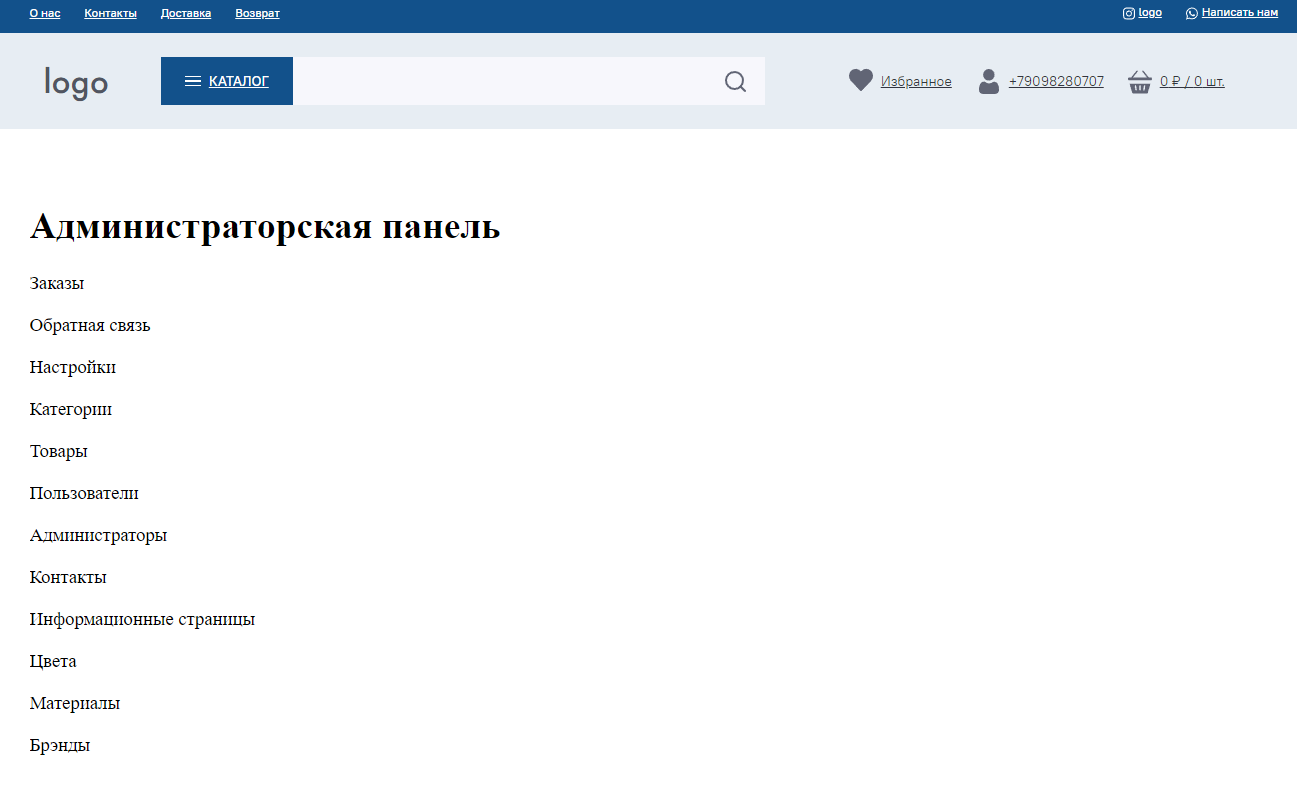 О нас Контакты Доставка Возврат logo Написать нам
logo КАТАЛОГ Избранное +79098280707 0 ₽ / 0 шт.
Администраторская панель
Заказы
Обратная связь
Настройки
Категории
Товары
Пользователи
Администраторы
Контакты
Информационные страницы
Цвета
Материалы
Брэнды